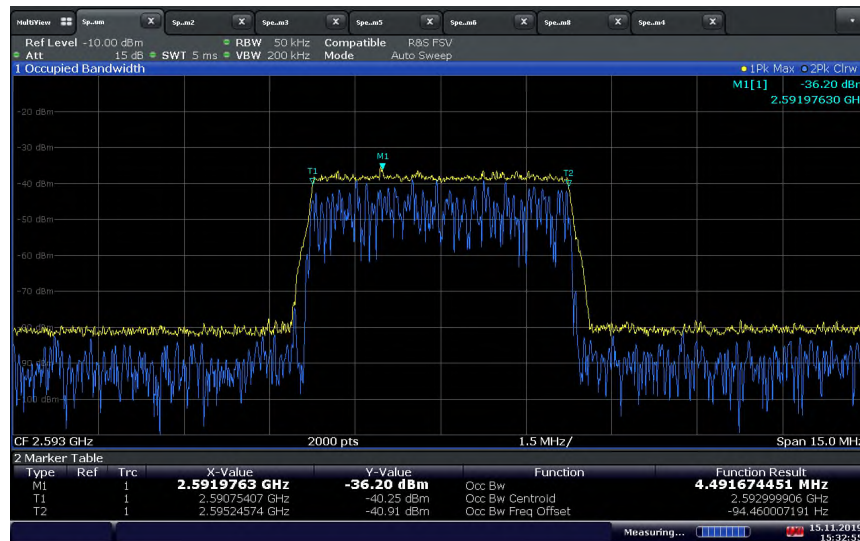 MultiView Sp..um X Sp..m2 X Spe..m3 X Spe..m5 X Spe..m6 X Spe..m8 X Spe..m4 X
Ref Level -10.00 dBm RBW 50 kHz Compatible R&S FSV
Att 15 dB SWT 5 ms VBW 200 kHz Mode Auto Sweep
1 Occupied Bandwidth 1Pk Max 2Pk Clrw
M1[1] -36.20 dBm
2.59197630 GH
-20 dBm
-30 dBm
M1
T1 T2
-40 dBm
-50 dBm
-60 dBm
-70 dBm
-90 dBm
-100 dBm
CF 2.593 GHz 2000 pts 1.5 MHz/ Span 15.0 MHz
2 Marker Table
Type Ref Trc X-Value Y-Value Function Function Result
M1 1 2.5919763 GHz -36.20 dBm Occ Bw 4.491674451 MHz
T1 1 2.59075407 GHz -40.25 dBm Occ Bw Centroid 2.592999906 GHz
T2 1 2.59524574 GHz -40.91 dBm Occ Bw Freq Offset -94.460007191 Hz
Measuring... 15.11.2019
15:32:55